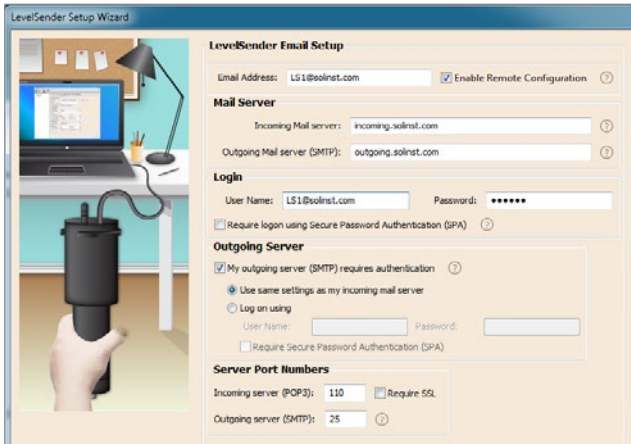 LevelSender Setup Wizard
LevelSender Email Setup
Email Address: LS1@solinst.com Enable Remote Configuration ?
Mail Server
Incoming Mail server: incoming.solinst.com ?
Outgoing Mail server (SMTP): outgoing.solinst.com ?
Login
User Name: LS1@solinst.com Password: ••••••
Require logon using Secure Password Authentication (SPA) ?
Outgoing Server
My outgoing server (SMTP) requires authentication ?
Use same settings as my incoming mail server
Log on using
User Name: Password:
Require Secure Password Authentication (SPA)
Server Port Numbers
Incoming server (POP3): 110 Require SSL
Outgoing server (SMTP): 25 ?